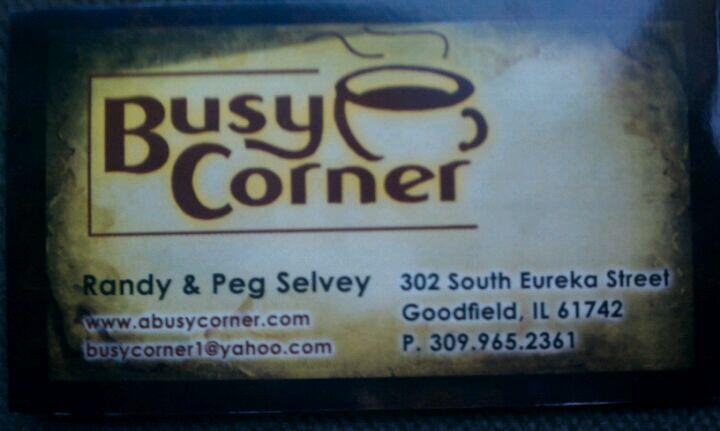 Busy
Corner
Randy & Peg Selvey
www.abusycorner.com
busycorner1@yahoo.com
302 South Eureka Street
Goodfield, IL 61742
P. 309.965.2361